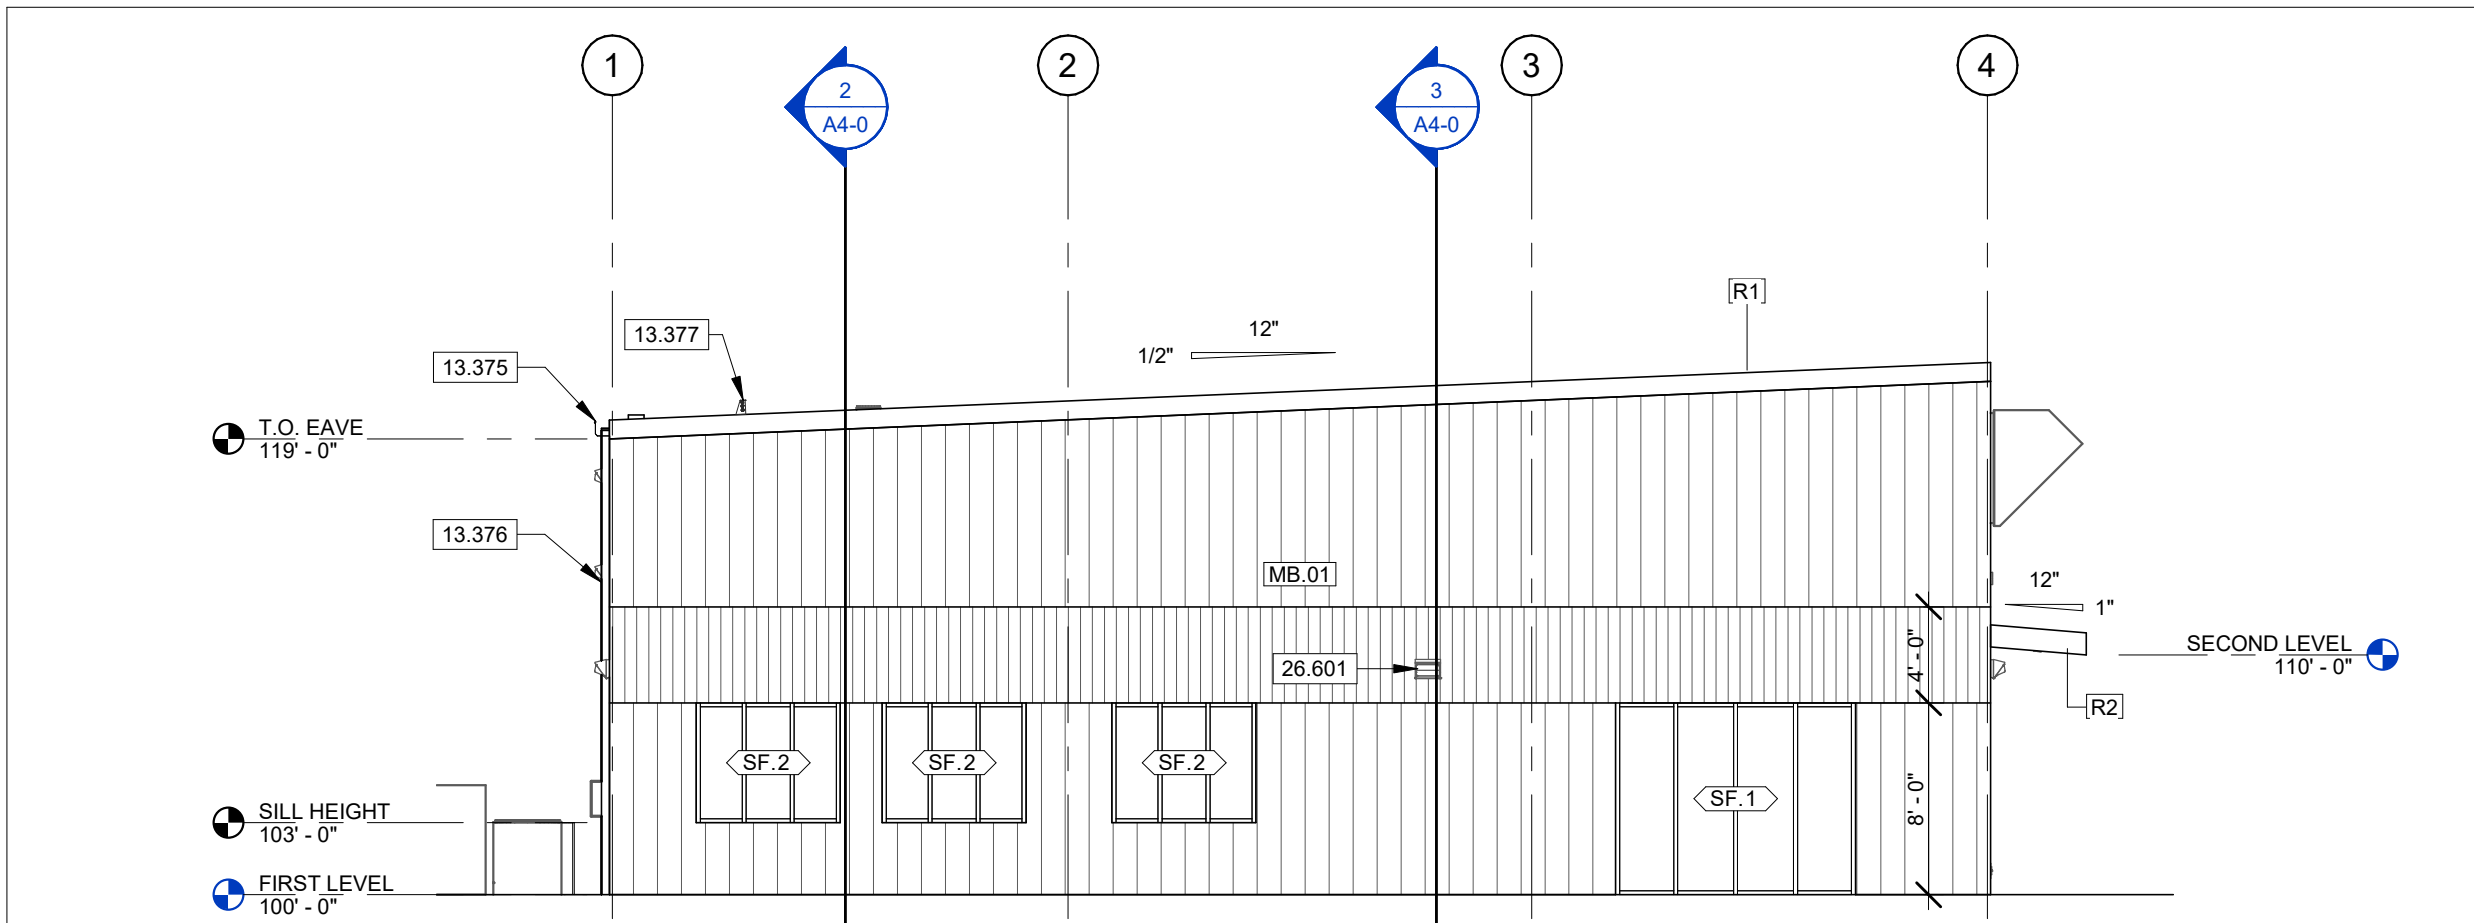 1
2
A4-0
2
3
A4-0
3
4
[R1]
12"
1/2"
13.377
13.375
T.O. EAVE
119' - 0"
13.376
MB.01
12"
1"
SECOND LEVEL
110' - 0"
4' - 0"
26.601
[R2]
SF.2
SF.2
SF.2
SF.1
8' - 0"
SILL HEIGHT
103' - 0"
FIRST LEVEL
100' - 0"